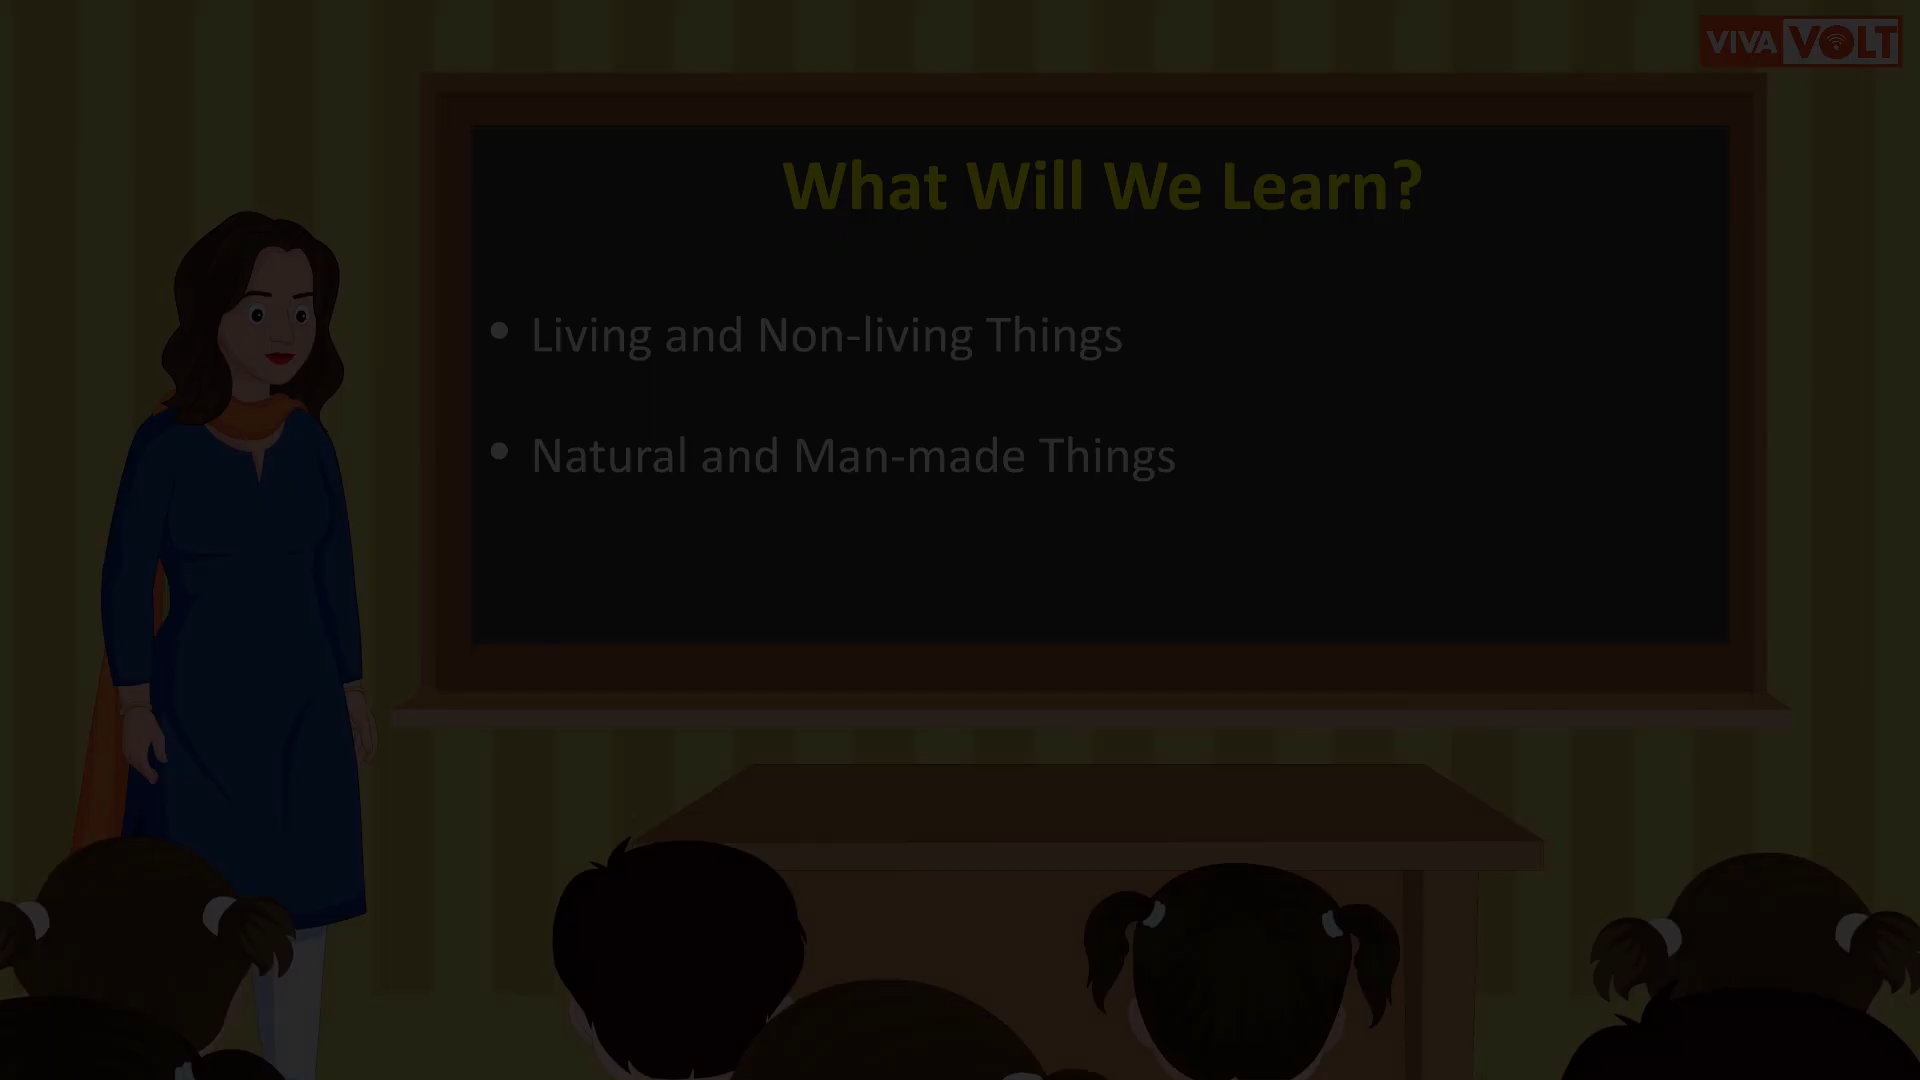 VIVA VOLT
What Will We Learn?
• Living and Non-living Things
• Natural and Man-made Things